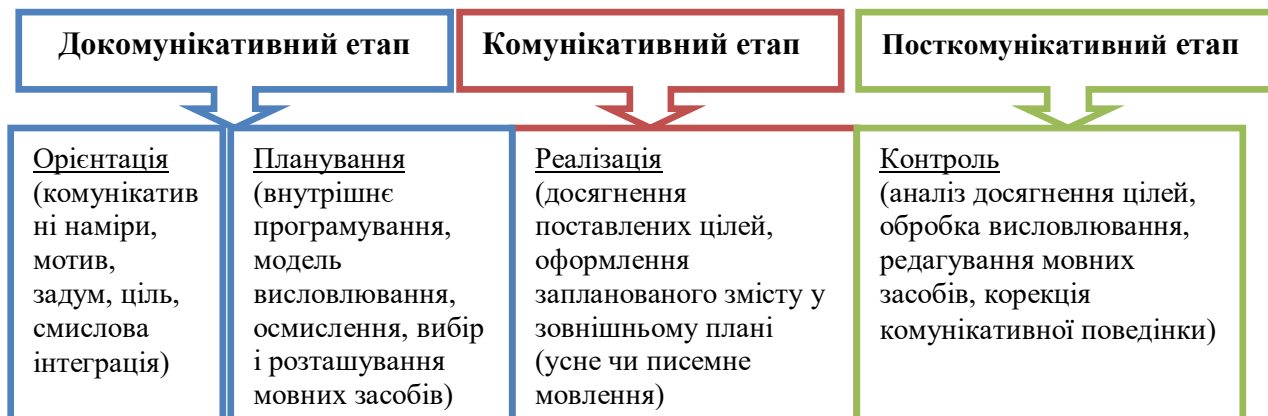 Докомунікативний етап
Комунікативний етап
Посткомунікативний етап
Орієнтація
(комунікатив
ні наміри,
мотив,
задум, ціль,
смислова
інтеграція)
Планування
(внутрішнє
програмування,
модель
висловлювання,
осмислення, вибір
і розташування
мовних засобів)
Реалізація
(досягнення
поставлених цілей,
оформлення
запланованого змісту у
зовнішньому плані
(усне чи писемне
мовлення)
Контроль
(аналіз досягнення цілей,
обробка висловлювання,
редагування мовних
засобів, корекція
комунікативної поведінки)